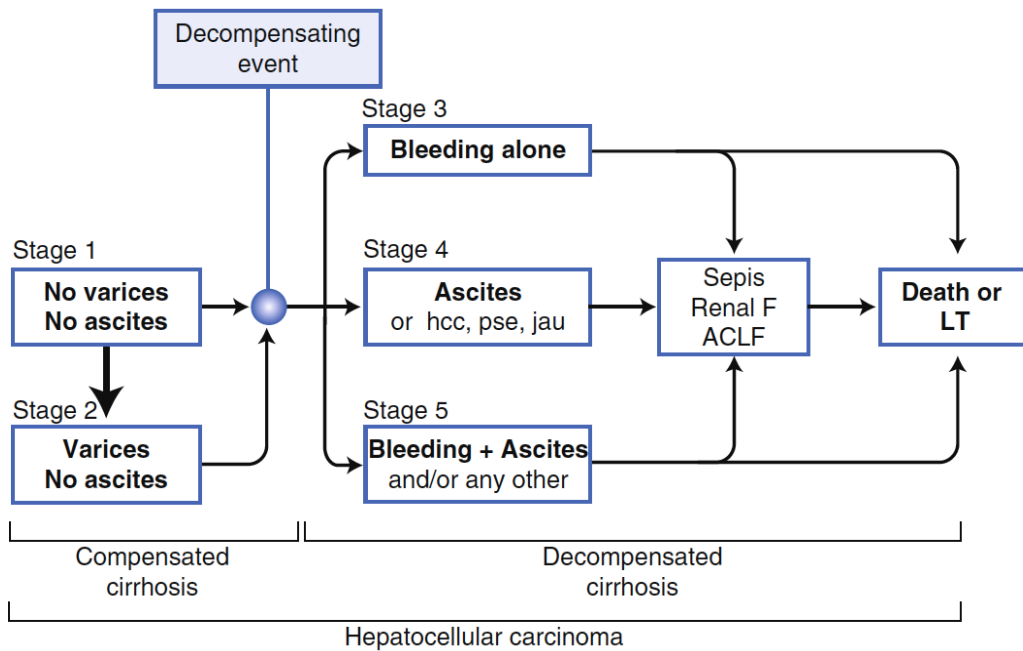 Decompensating
event
Stage 3
Bleeding alone
Stage 1
No varices
No ascites
Stage 4
Ascites
or hcc, pse, jau
Sepis
Renal F
ACLF
Death or
LT
Stage 2
Varices
No ascites
Stage 5
Bleeding + Ascites
and/or any other
Compensated
cirrhosis
Decompensated
cirrhosis
Hepatocellular carcinoma